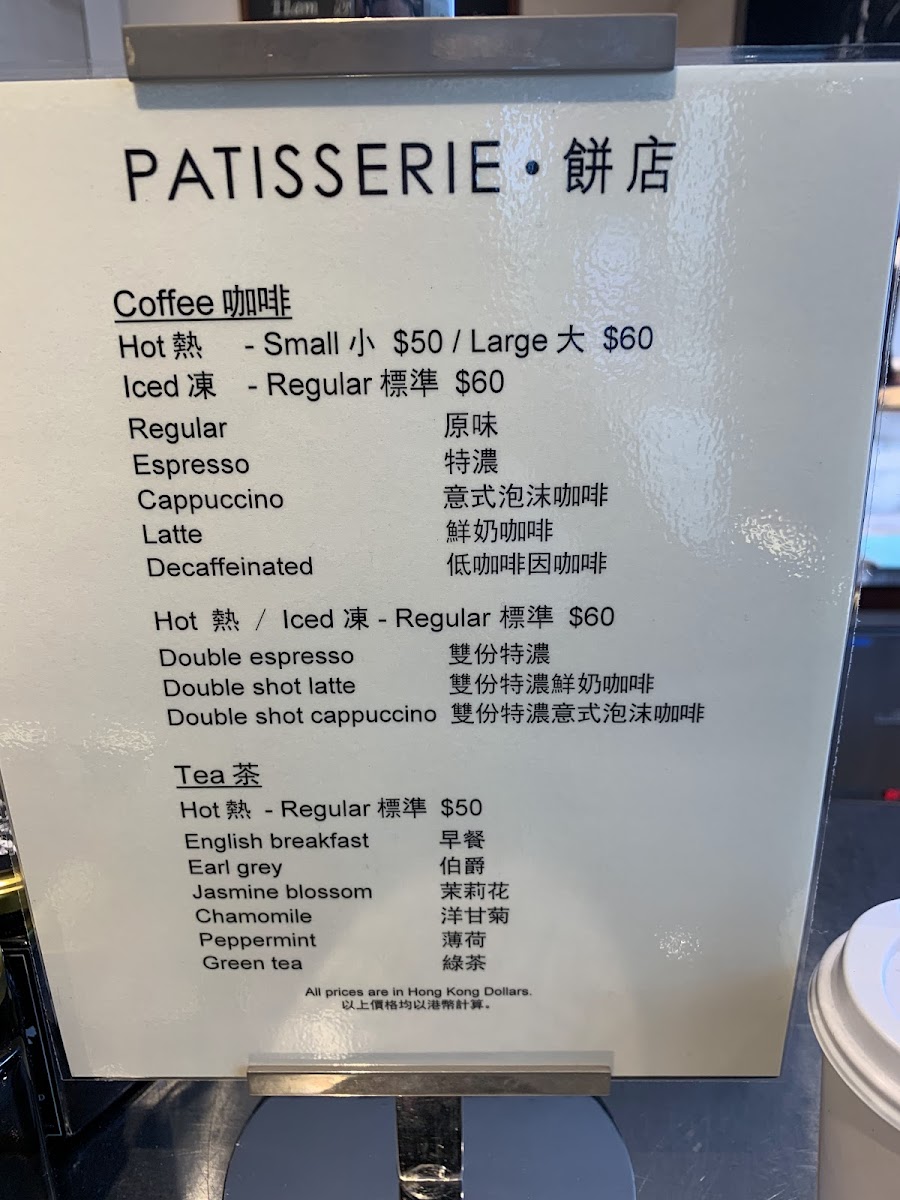 PATISSERIE · 餅店
Coffee 咖啡
Hot 熱 - Small 小 $50 / Large 大 $60
Iced 凍 - Regular 標準 $60
Regular 原味
Espresso 特濃
Cappuccino 意式泡沫咖啡
Latte 鮮奶咖啡
Decaffeinated 低咖啡因咖啡
Hot 熱 / Iced 凍 - Regular 標準 $60
Double espresso 雙份特濃
Double shot latte 雙份特濃鮮奶咖啡
Double shot cappuccino 雙份特濃意式泡沫咖啡
Tea 茶
Hot 熱 - Regular 標準 $50
English breakfast 早餐
Earl grey 伯爵
Jasmine blossom 茉莉花
Chamomile 洋甘菊
Peppermint 薄荷
Green tea 綠茶
All prices are in Hong Kong Dollars.
以上價格均以港幣計算。